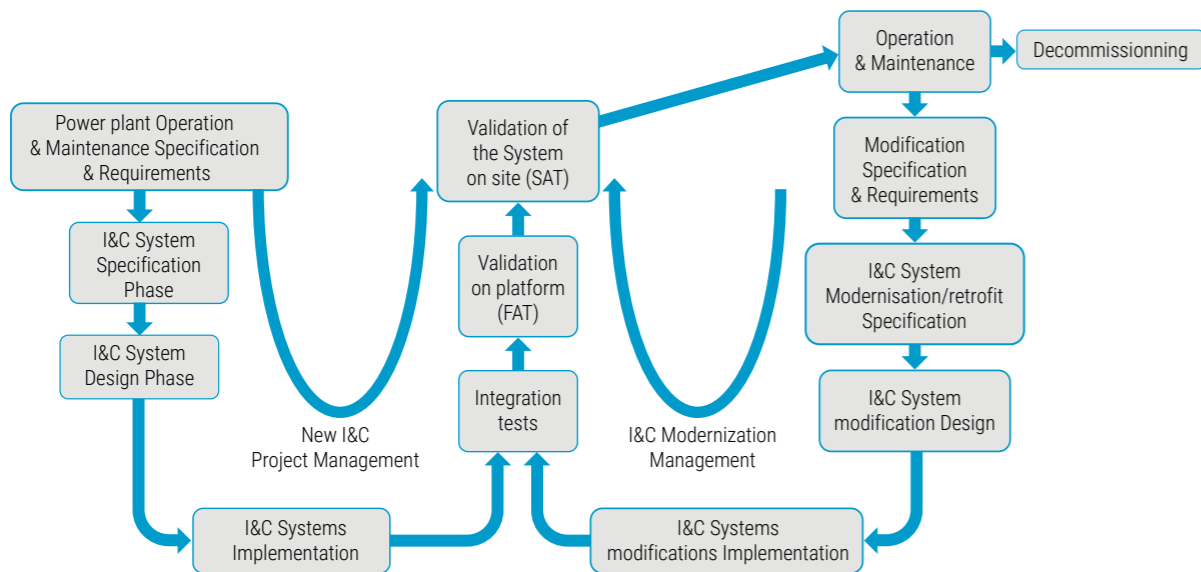 Power plant Operation
& Maintenance Specification
& Requirements
I&C System
Specification
Phase
I&C System
Design Phase
I&C Systems
Implementation
New I&C
Project Management
Validation of
the System
on site (SAT)
Validation
on platform
(FAT)
Integration
tests
I&C Modernization
Management
Operation
& Maintenance
Decommissionning
Modification
Specification
& Requirements
I&C System
Modernisation/retrofit
Specification
I&C System
modification Design
I&C Systems
modifications Implementation